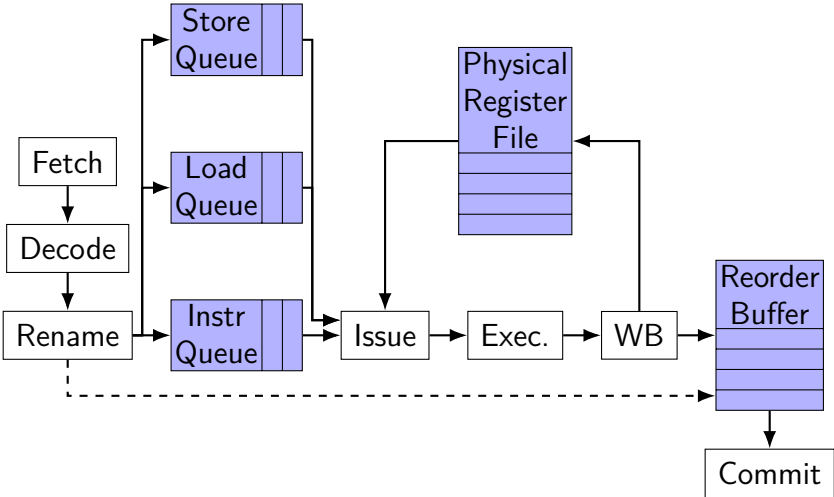 Store
Queue
Physical
Register
File
Fetch
Load
Queue
Decode
Reorder
Buffer
Rename
Instr
Queue
Issue
Exec.
WB
Commit